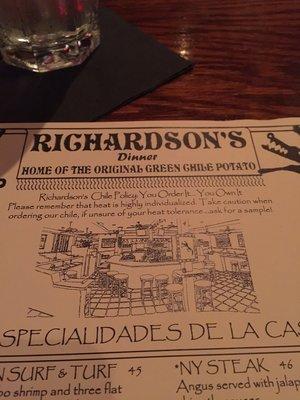 RICHARDSON'S
Dinner
HOME OF THE ORIGINAL GREEN CHILE POTATO
Richardson's Chile Policy: You Order It...You Own It
Please remember that heat is highly individualized. Take caution when
ordering our chile, if unsure of your heat tolerance...ask for a sample!
SPECIALIDADES DE LA CAS
N SURF & TURF 45
oo shrimp and three flat
*NY STEAK 46
Angus served with jalap